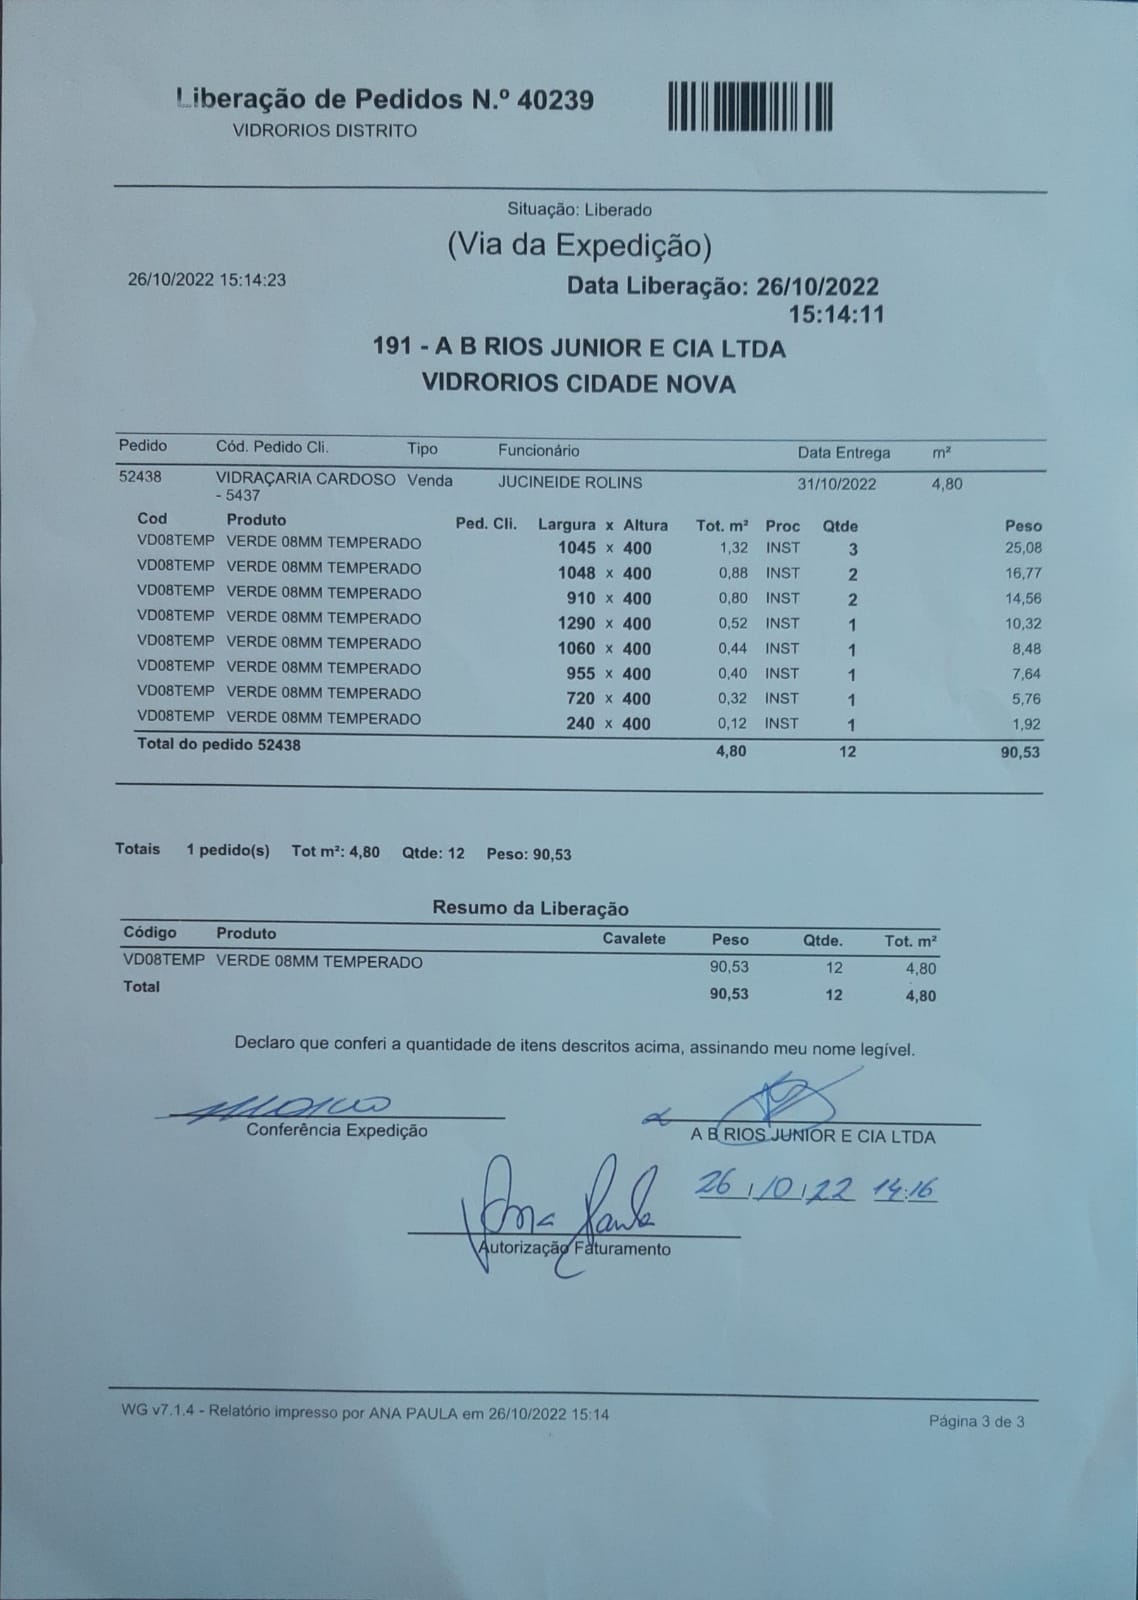 Liberação de Pedidos N.º 40239
VIDRORIOS DISTRITO
Situação: Liberado
(Via da Expedição)
26/10/2022 15:14:23
Data Liberação: 26/10/2022
15:14:11
191 - A B RIOS JUNIOR E CIA LTDA
VIDRORIOS CIDADE NOVA
Pedido Cód. Pedido Cli. Tipo Funcionário Data Entrega m²
52438 VIDRAÇARIA CARDOSO Venda JUCINEIDE ROLINS 31/10/2022 4,80
- 5437
Cod Produto Ped. Cli. Largura x Altura Tot. m² Proc Qtde Peso
VD08TEMP VERDE 08MM TEMPERADO 1045 x 400 1,32 INST 3 25,08
VD08TEMP VERDE 08MM TEMPERADO 1048 x 400 0,88 INST 2 16,77
VD08TEMP VERDE 08MM TEMPERADO 910 x 400 0,80 INST 2 14,56
VD08TEMP VERDE 08MM TEMPERADO 1290 x 400 0,52 INST 1 10,32
VD08TEMP VERDE 08MM TEMPERADO 1060 x 400 0,44 INST 1 8,48
VD08TEMP VERDE 08MM TEMPERADO 955 x 400 0,40 INST 1 7,64
VD08TEMP VERDE 08MM TEMPERADO 720 x 400 0,32 INST 1 5,76
VD08TEMP VERDE 08MM TEMPERADO 240 x 400 0,12 INST 1 1,92
Total do pedido 52438 4,80 12 90,53
Totais 1 pedido(s) Tot m²: 4,80 Qtde: 12 Peso: 90,53
Resumo da Liberação
Código Produto Cavalete Peso Qtde. Tot. m²
VD08TEMP VERDE 08MM TEMPERADO 90,53 12 4,80
Total 90,53 12 4,80
Declaro que conferi a quantidade de itens descritos acima, assinando meu nome legível.
Conferência Expedição
A B RIOS JUNIOR E CIA LTDA
26/10/22 14:16
Ana Paula
Autorização Faturamento
WG v7.1.4 - Relatório impresso por ANA PAULA em 26/10/2022 15:14
Página 3 de 3